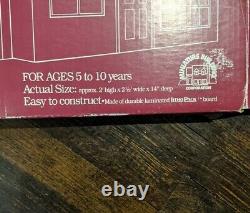 FOR AGES 5 to 10 years
Actual Size: approx. 2' high x 2½' wide x 14" deep
Easy to construct • Made of durable laminated board
CORPORATION